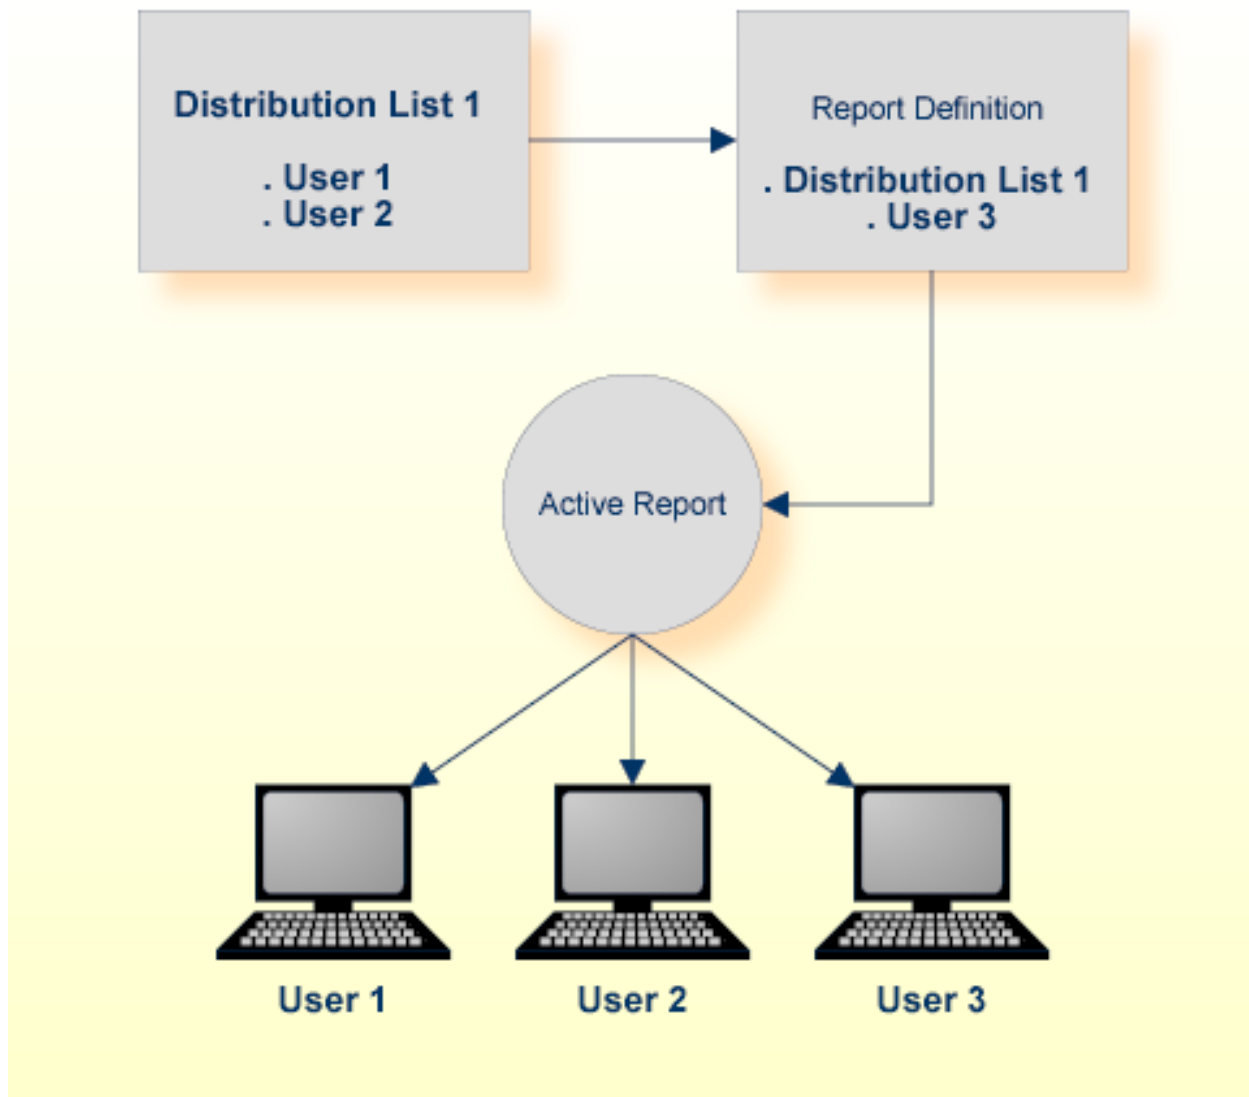 Distribution List 1
. User 1
. User 2
Report Definition
. Distribution List 1
. User 3
Active Report
User 1
User 2
User 3